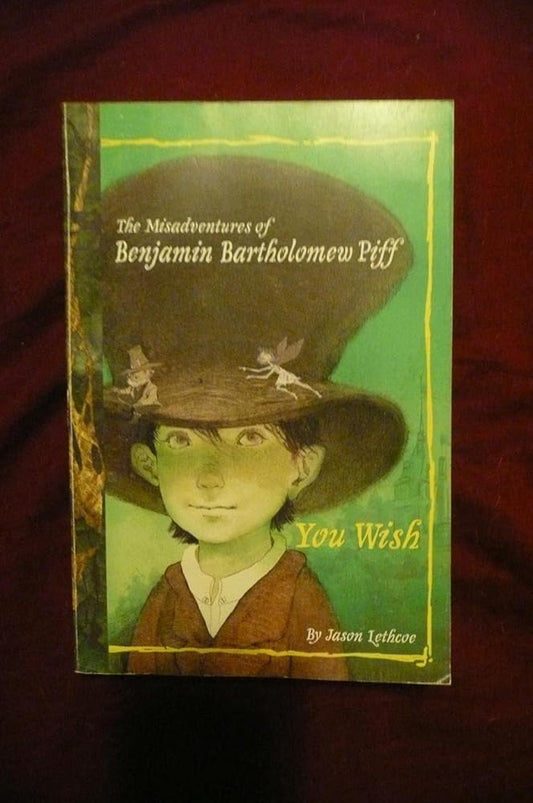 The Misadventures of
Benjamin Bartholomew Piff
You Wish
By Jason Lethcoe
J.